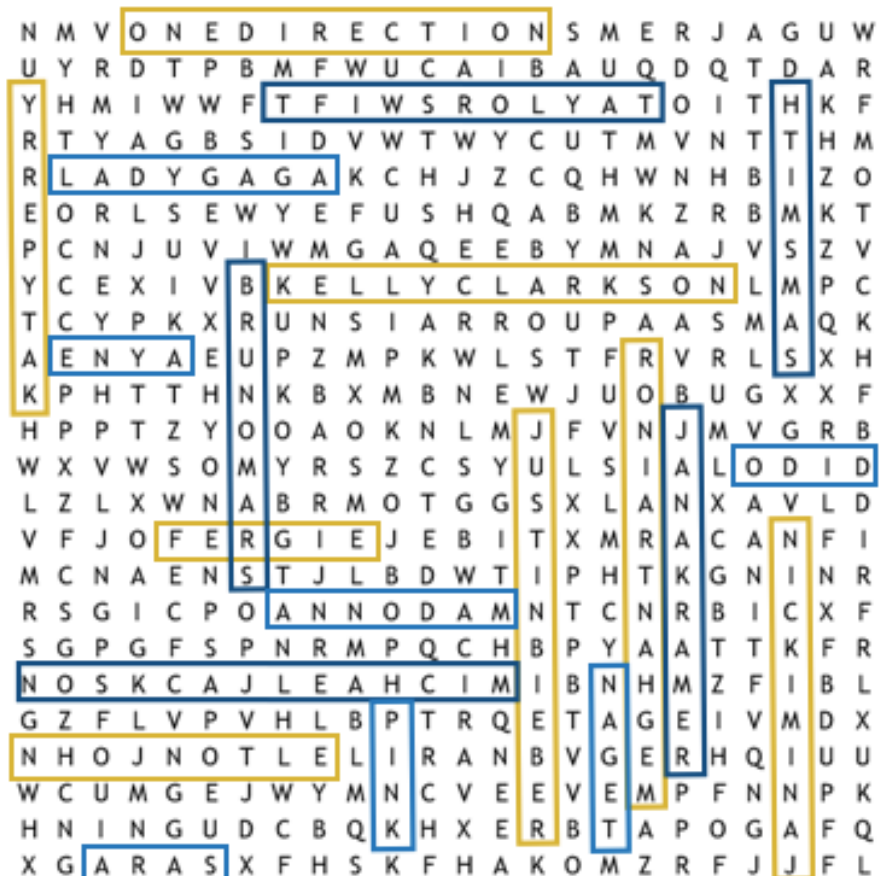 N M V O N E D I R E C T I O N S M E R J A G U W
U Y R D T P B M F W U C A I B A U Q D Q T D A R
Y H M I W W F T F I W S R O L Y A T O I T H K F
R T Y A G B S I D V W T W Y C U T M V N T T H M
R L A D Y G A G A K C H J Z C Q H W N H B I Z O
E O R L S E W Y E F U S H Q A B M K Z R B M K T
P C N J U V I W M G A Q E E B Y M N A J V S Z V
Y C E X I V B K E L L Y C L A R K S O N L M P C
T C Y P K X R U N S I A R R O U P A A S M A Q K
A E N Y A E U P Z M P K W L S T F R V R L S X H
K P H T T H N K B X M B N E W J U O B U G X X F
H P P T Z Y O O A O K N L M J F V N J M V G R B
W X V W S O M Y R S Z C S Y U L S I A L O D I D
L Z L X W N A B R M O T G G S X L A N X A V L D
V F J O F E R G I E J E B I T X M R A C A N F I
M C N A E N S T J L B D W T I P H T K G N I N R
R S G I C P O A N N O D A M N T C N R B I C X F
S G P G F S P N R M P Q C H B P Y A A T T K F R
N O S K C A J L E A H C I M I B N H M Z F I B L
G Z F L V P V H L B P T R Q E T A G E I V M D X
N H O J N O T L E L I R A N B V G E R H Q I U U
W C U M G E J W Y M N C V E E V E M P F N N P K
H N I N G U D C B Q K H X E R B T A P O G A F Q
X G A R A S X F H S K F H A K O M Z R F J J F L